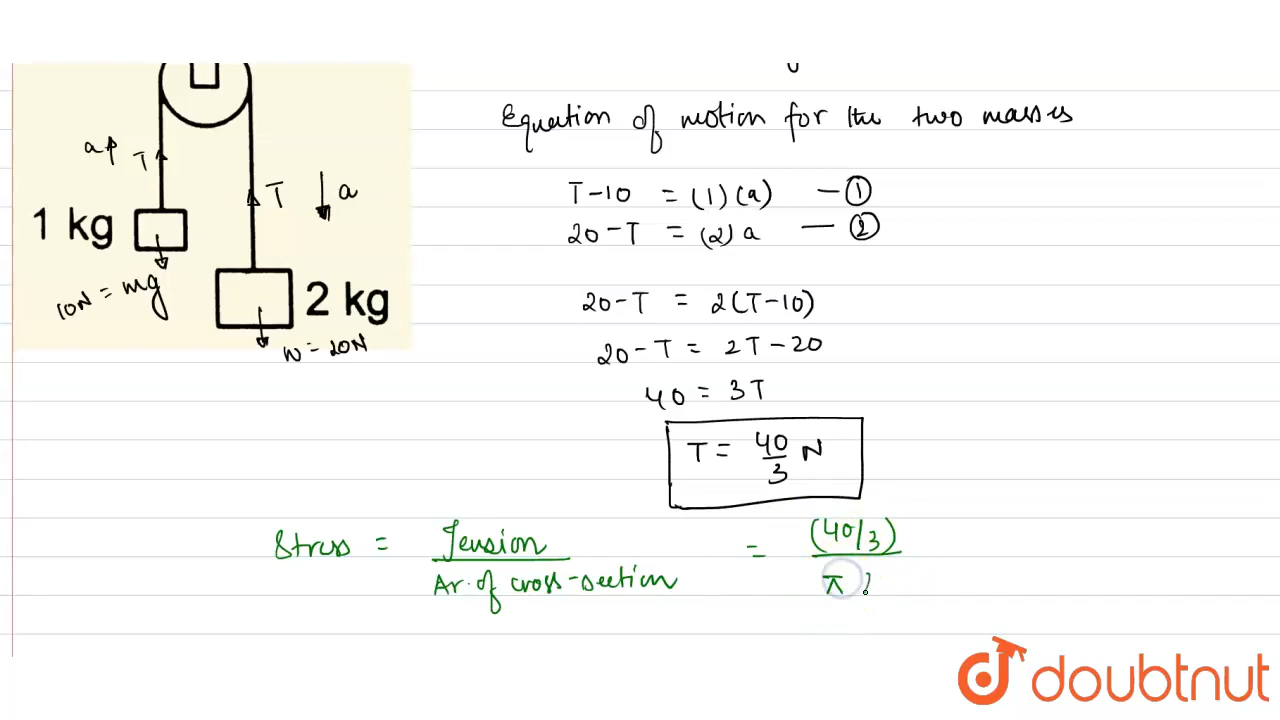 Equation of motion for the two masses
a T
T a
1 kg
T-10 = (1)(a) — ①
20-T = (2)a — ②
10N = mg
2 kg
W = 20N
20-T = 2(T-10)
20-T = 2T-20
40 = 3T
T = 40/3 N
Stress = Tension / Ar. of cross-section = (40/3) / π
doubtnut